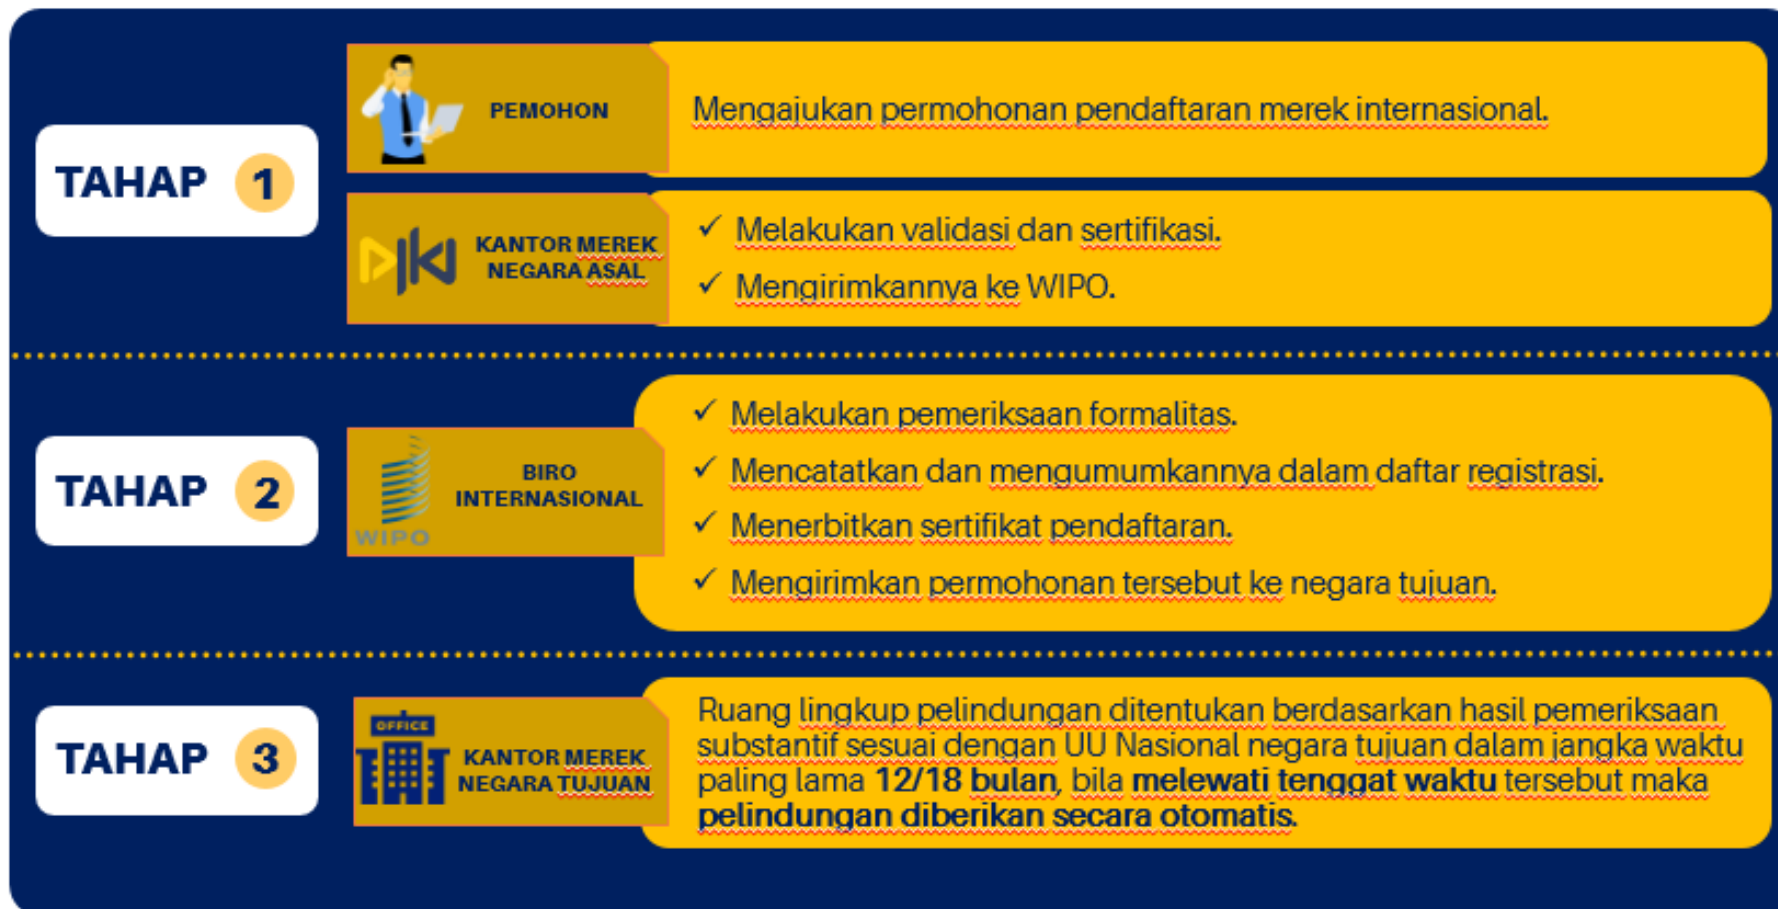 PEMOHON
Mengajukan permohonan pendaftaran merek internasional.
TAHAP 1
KANTOR MEREK
NEGARA ASAL
✓ Melakukan validasi dan sertifikasi.
✓ Mengirimkannya ke WIPO.
TAHAP 2
WIPO
BIRO
INTERNASIONAL
✓ Melakukan pemeriksaan formalitas.
✓ Mencatatkan dan mengumumkannya dalam daftar registrasi.
✓ Menerbitkan sertifikat pendaftaran.
✓ Mengirimkan permohonan tersebut ke negara tujuan.
TAHAP 3
OFFICE
KANTOR MEREK
NEGARA TUJUAN
Ruang lingkup pelindungan ditentukan berdasarkan hasil pemeriksaan
substantif sesuai dengan UU Nasional negara tujuan dalam jangka waktu
paling lama 12/18 bulan, bila melewati tenggat waktu tersebut maka
pelindungan diberikan secara otomatis.